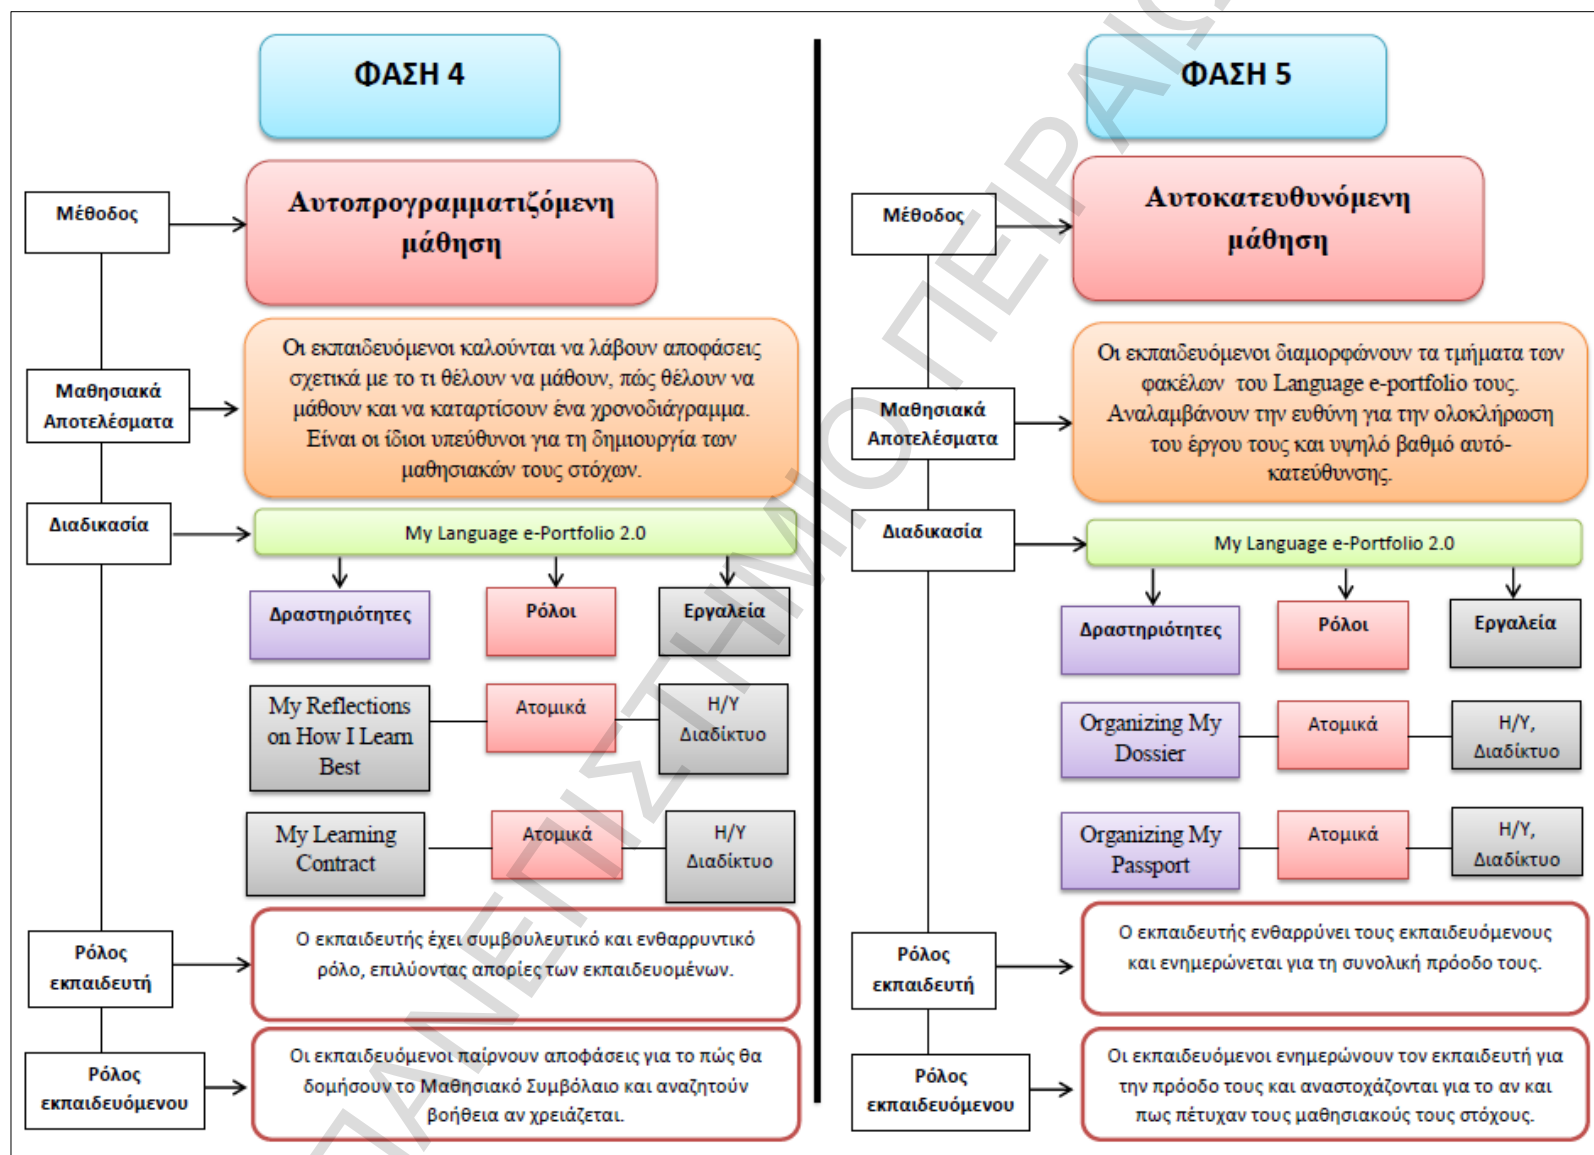 ΦΑΣΗ 4
Μέθοδος
Αυτοπρογραμματιζόμενη
μάθηση
Μαθησιακά
Αποτελέσματα
Οι εκπαιδευόμενοι καλούνται να λάβουν αποφάσεις
σχετικά με το τι θέλουν να μάθουν, πώς θέλουν να
μάθουν και να καταρτίσουν ένα χρονοδιάγραμμα.
Είναι οι ίδιοι υπεύθυνοι για τη δημιουργία των
μαθησιακών τους στόχων.
Διαδικασία
My Language e-Portfolio 2.0
Δραστηριότητες
Ρόλοι
Εργαλεία
My Reflections
on How I Learn
Best
Ατομικά
Η/Υ
Διαδίκτυο
My Learning
Contract
Ατομικά
Η/Υ
Διαδίκτυο
Ρόλος
εκπαιδευτή
Ο εκπαιδευτής έχει συμβουλευτικό και ενθαρρυντικό
ρόλο, επιλύοντας απορίες των εκπαιδευομένων.
Ρόλος
εκπαιδευόμενου
Οι εκπαιδευόμενοι παίρνουν αποφάσεις για το πώς θα
δομήσουν το Μαθησιακό Συμβόλαιο και αναζητούν
βοήθεια αν χρειάζεται.
ΦΑΣΗ 5
Μέθοδος
Αυτοκατευθυνόμενη
μάθηση
Μαθησιακά
Αποτελέσματα
Οι εκπαιδευόμενοι διαμορφώνουν τα τμήματα των
φακέλων του Language e-portfolio τους.
Αναλαμβάνουν την ευθύνη για την ολοκλήρωση
του έργου τους και υψηλό βαθμό αυτό-
κατεύθυνσης.
Διαδικασία
My Language e-Portfolio 2.0
Δραστηριότητες
Ρόλοι
Εργαλεία
Organizing My
Dossier
Ατομικά
Η/Υ,
Διαδίκτυο
Organizing My
Passport
Ατομικά
Η/Υ,
Διαδίκτυο
Ρόλος
εκπαιδευτή
Ο εκπαιδευτής ενθαρρύνει τους εκπαιδευόμενους
και ενημερώνεται για τη συνολική πρόοδο τους.
Ρόλος
εκπαιδευόμενου
Οι εκπαιδευόμενοι ενημερώνουν τον εκπαιδευτή για
την πρόοδο τους και αναστοχάζονται για το αν και
πως πέτυχαν τους μαθησιακούς τους στόχους.
ΠΑΝΕΠΙΣΤΗΜΙΟ ΠΕΙΡΑΙΩ